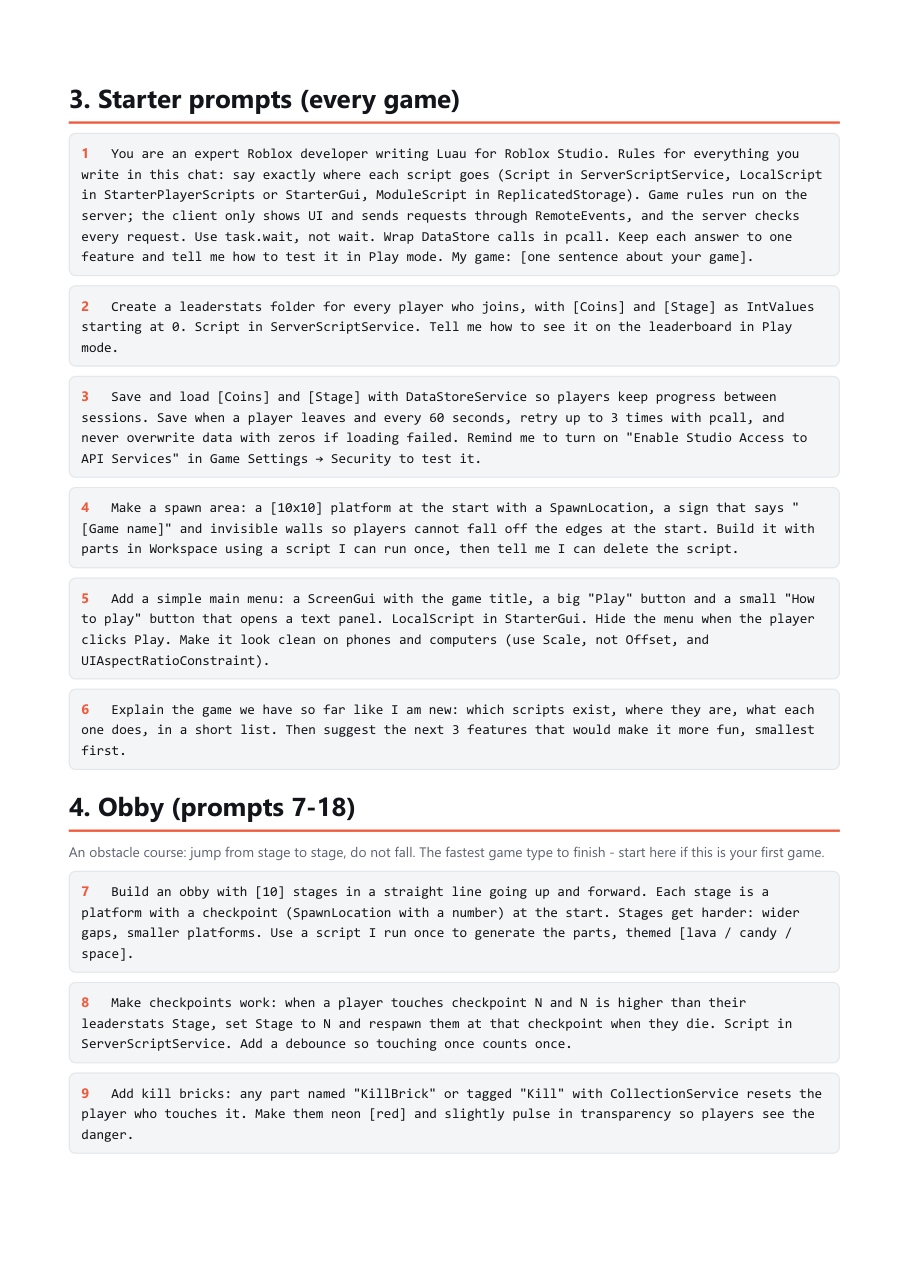 3. Starter prompts (every game)
1 You are an expert Roblox developer writing Luau for Roblox Studio. Rules for everything you
write in this chat: say exactly where each script goes (Script in ServerScriptService, LocalScript
in StarterPlayerScripts or StarterGui, ModuleScript in ReplicatedStorage). Game rules run on the
server; the client only shows UI and sends requests through RemoteEvents, and the server checks
every request. Use task.wait, not wait. Wrap DataStore calls in pcall. Keep each answer to one
feature and tell me how to test it in Play mode. My game: [one sentence about your game].
2 Create a leaderstats folder for every player who joins, with [Coins] and [Stage] as IntValues
starting at 0. Script in ServerScriptService. Tell me how to see it on the leaderboard in Play
mode.
3 Save and load [Coins] and [Stage] with DataStoreService so players keep progress between
sessions. Save when a player leaves and every 60 seconds, retry up to 3 times with pcall, and
never overwrite data with zeros if loading failed. Remind me to turn on "Enable Studio Access to
API Services" in Game Settings → Security to test it.
4 Make a spawn area: a [10x10] platform at the start with a SpawnLocation, a sign that says "
[Game name]" and invisible walls so players cannot fall off the edges at the start. Build it with
parts in Workspace using a script I can run once, then tell me I can delete the script.
5 Add a simple main menu: a ScreenGui with the game title, a big "Play" button and a small "How
to play" button that opens a text panel. LocalScript in StarterGui. Hide the menu when the player
clicks Play. Make it look clean on phones and computers (use Scale, not Offset, and
UIAspectRatioConstraint).
6 Explain the game we have so far like I am new: which scripts exist, where they are, what each
one does, in a short list. Then suggest the next 3 features that would make it more fun, smallest
first.
4. Obby (prompts 7-18)
An obstacle course: jump from stage to stage, do not fall. The fastest game type to finish - start here if this is your first game.
7 Build an obby with [10] stages in a straight line going up and forward. Each stage is a
platform with a checkpoint (SpawnLocation with a number) at the start. Stages get harder: wider
gaps, smaller platforms. Use a script I run once to generate the parts, themed [lava / candy /
space].
8 Make checkpoints work: when a player touches checkpoint N and N is higher than their
leaderstats Stage, set Stage to N and respawn them at that checkpoint when they die. Script in
ServerScriptService. Add a debounce so touching once counts once.
9 Add kill bricks: any part named "KillBrick" or tagged "Kill" with CollectionService resets the
player who touches it. Make them neon [red] and slightly pulse in transparency so players see the
danger.